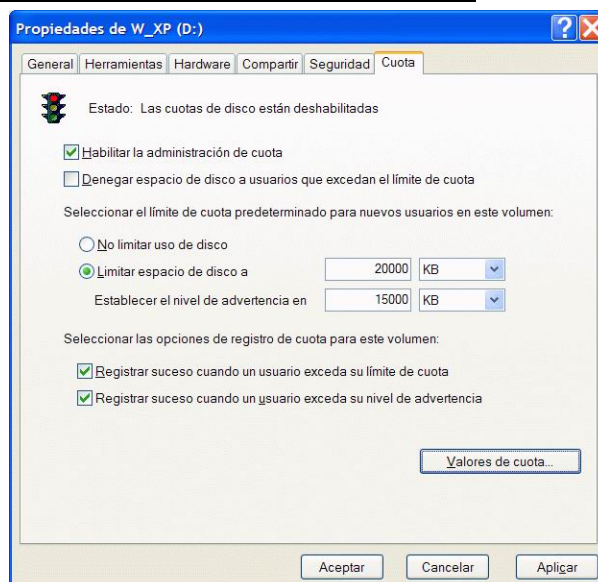 Propiedades de W_XP (D:)
General Herramientas Hardware Compartir Seguridad Cuota
Estado: Las cuotas de disco están deshabilitadas
Habilitar la administración de cuota
Denegar espacio de disco a usuarios que excedan el límite de cuota
Seleccionar el límite de cuota predeterminado para nuevos usuarios en este volumen:
No limitar uso de disco
Limitar espacio de disco a 20000 KB
Establecer el nivel de advertencia en 15000 KB
Seleccionar las opciones de registro de cuota para este volumen:
Registrar suceso cuando un usuario exceda su límite de cuota
Registrar suceso cuando un usuario exceda su nivel de advertencia
Valores de cuota...
Aceptar Cancelar Aplicar